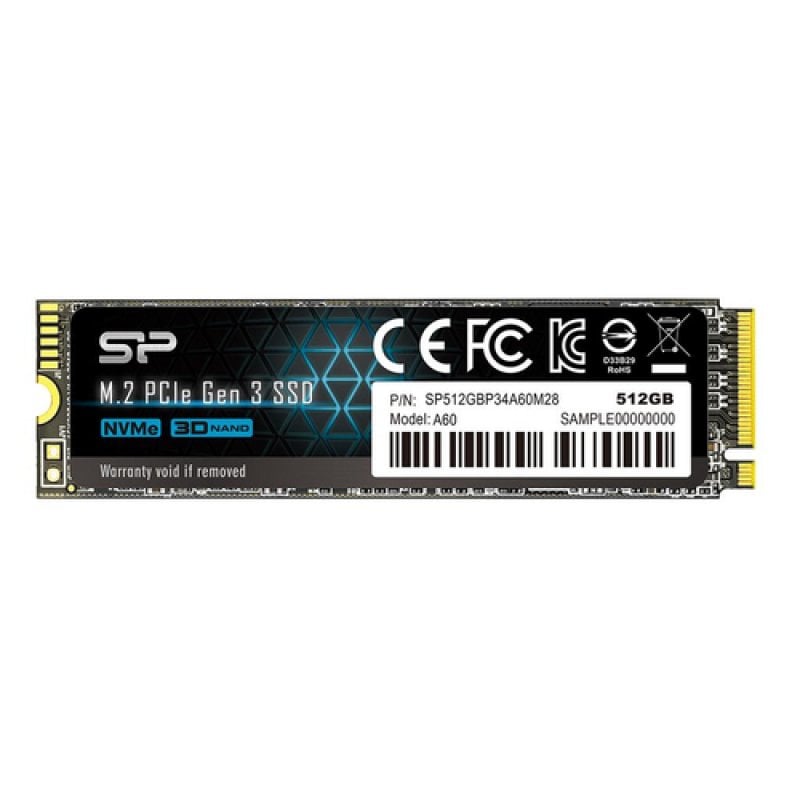 SP
M.2 PCIe Gen 3 SSD
NVMe 3D NAND
Warranty void if removed
CE FC KC
D33B29
RoHS
P/N: SP512GBP34A60M28 512GB
Model: A60 SAMPLE00000000